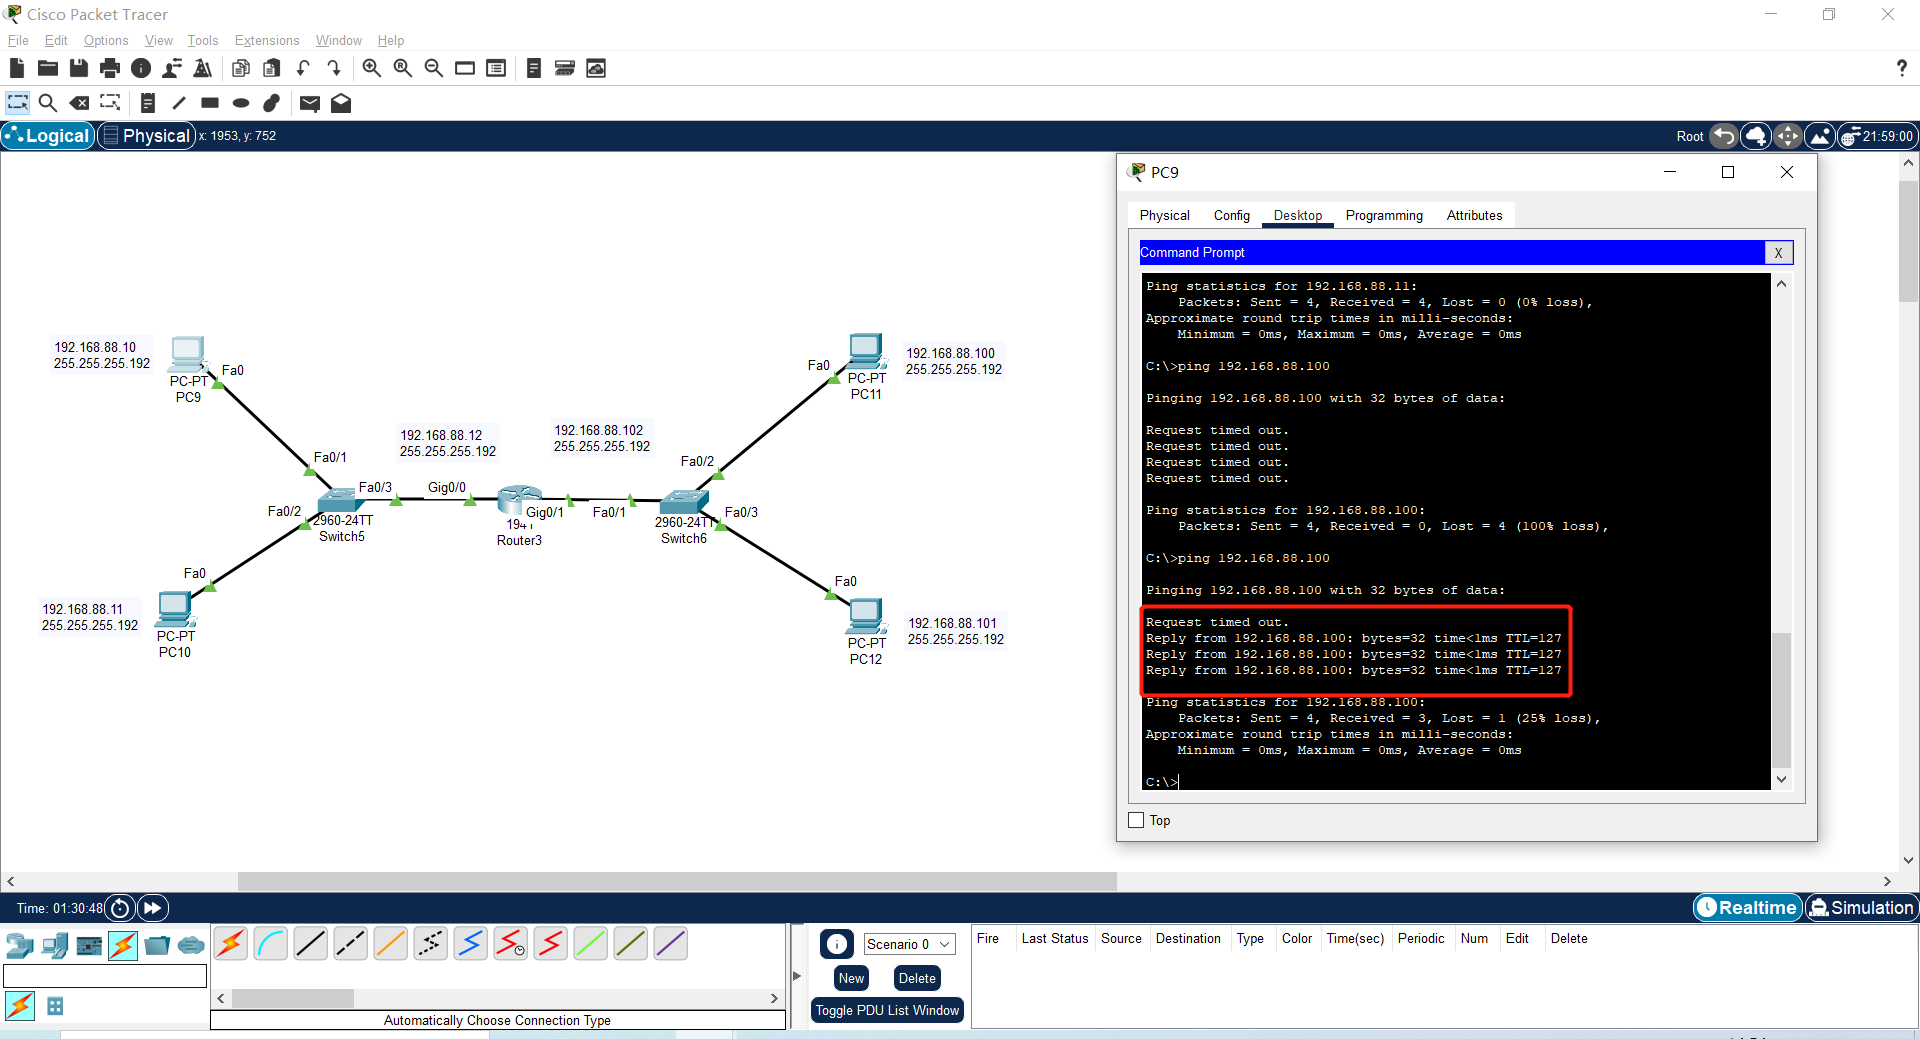 Cisco Packet Tracer
File Edit Options View Tools Extensions Window Help
?
Logical Physical x: 1953, y: 752
Root 21:59:00
192.168.88.10
255.255.255.192
Fa0
PC-PT
PC9
Fa0/1
192.168.88.12
255.255.255.192
192.168.88.102
255.255.255.192
Fa0
PC-PT
PC11
192.168.88.100
255.255.255.192
Fa0/2
Fa0/3
Gig0/0
Fa0/2
2960-24TT
Switch5
Gig0/1
Router3
Fa0/1
Fa0/3
Switch6
Fa0
192.168.88.11
255.255.255.192
PC-PT
PC10
Fa0
192.168.88.101
255.255.255.192
PC-PT
PC12
PC9
Physical Config Desktop Programming Attributes
Command Prompt X
Ping statistics for 192.168.88.11:
Packets: Sent = 4, Received = 4, Lost = 0 (0% loss),
Approximate round trip times in milli-seconds:
Minimum = 0ms, Maximum = 0ms, Average = 0ms
C:\>ping 192.168.88.100
Pinging 192.168.88.100 with 32 bytes of data:
Request timed out.
Request timed out.
Request timed out.
Request timed out.
Ping statistics for 192.168.88.100:
Packets: Sent = 4, Received = 0, Lost = 4 (100% loss),
C:\>ping 192.168.88.100
Pinging 192.168.88.100 with 32 bytes of data:
Request timed out.
Reply from 192.168.88.100: bytes=32 time<1ms TTL=127
Reply from 192.168.88.100: bytes=32 time<1ms TTL=127
Reply from 192.168.88.100: bytes=32 time<1ms TTL=127
Ping statistics for 192.168.88.100:
Packets: Sent = 4, Received = 3, Lost = 1 (25% loss),
Approximate round trip times in milli-seconds:
Minimum = 0ms, Maximum = 0ms, Average = 0ms
C:\>
Top
Time: 01:30:48
Realtime Simulation
Automatically Choose Connection Type
Scenario 0
New Delete
Toggle PDU List Window
Fire Last Status Source Destination Type Color Time(sec) Periodic Num Edit Delete